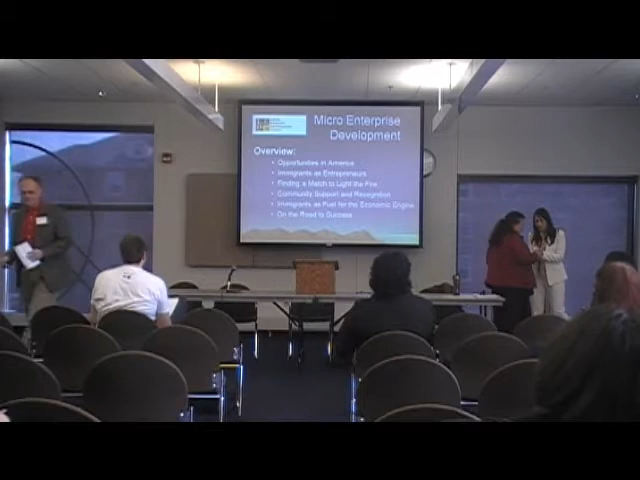 Micro Enterprise
Development
Overview:
• Opportunities in America
• Immigrants as Entrepreneurs
• Finding a Match to Light the Fire
• Community Support and Recognition
• Immigrants as Fuel for the Economic Engine
• On the Road to Success